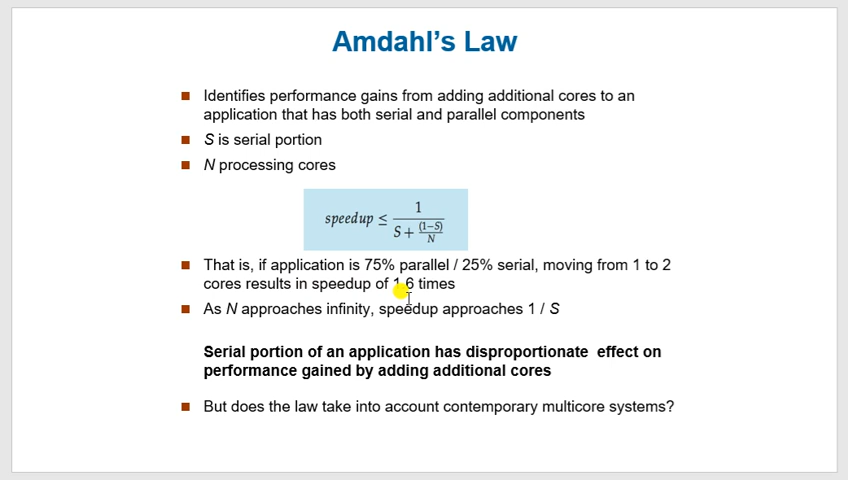 Amdahl's Law
Identifies performance gains from adding additional cores to an
application that has both serial and parallel components
S is serial portion
N processing cores
speedup ≤ 1 / (S + (1−S)/N)
That is, if application is 75% parallel / 25% serial, moving from 1 to 2
cores results in speedup of 1.6 times
As N approaches infinity, speedup approaches 1 / S
Serial portion of an application has disproportionate effect on
performance gained by adding additional cores
But does the law take into account contemporary multicore systems?